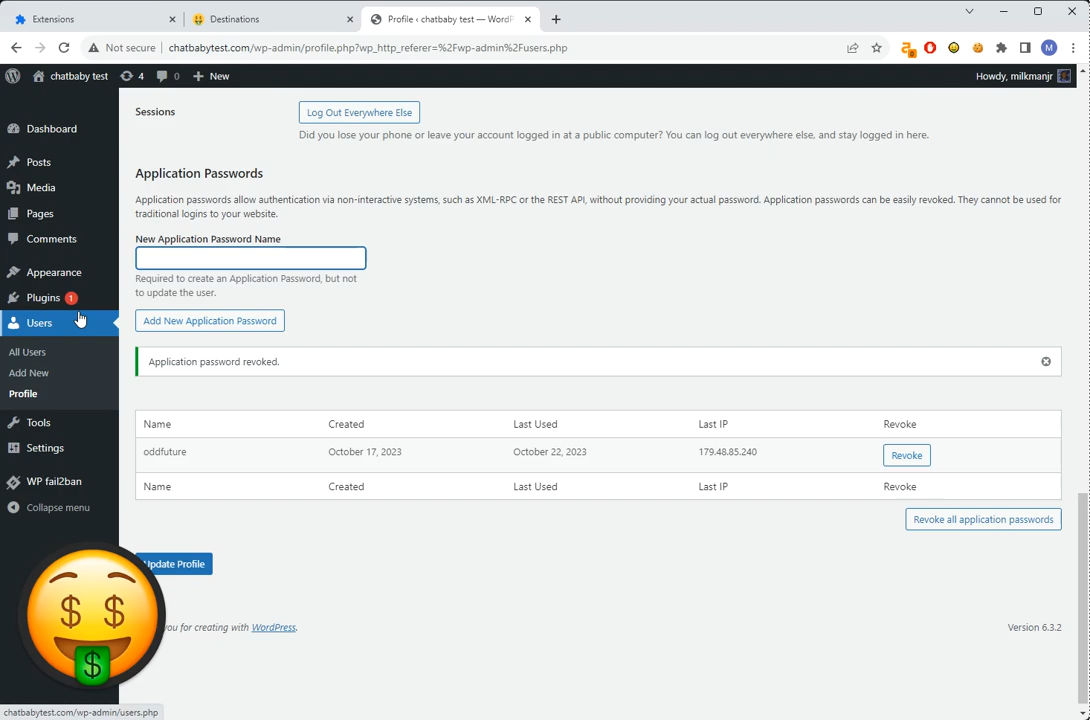 Extensions
Destinations
Profile ‹ chatbaby test — WordP
Not secure
chatbabytest.com/wp-admin/profile.php?wp_http_referer=%2Fwp-admin%2Fusers.php
M
chatbaby test
4
0
New
Howdy, milkmanjr
Dashboard
Posts
Media
Pages
Comments
Appearance
Plugins 1
Users
All Users
Add New
Profile
Tools
Settings
WP fail2ban
Collapse menu
Sessions
Log Out Everywhere Else
Did you lose your phone or leave your account logged in at a public computer? You can log out everywhere else, and stay logged in here.
Application Passwords
Application passwords allow authentication via non-interactive systems, such as XML-RPC or the REST API, without providing your actual password. Application passwords can be easily revoked. They cannot be used for
traditional logins to your website.
New Application Password Name
Required to create an Application Password, but not
to update the user.
Add New Application Password
Application password revoked.
Name Created Last Used Last IP Revoke
oddfuture October 17, 2023 October 22, 2023 179.48.85.240 Revoke
Name Created Last Used Last IP Revoke
Revoke all application passwords
Update Profile
you for creating with WordPress.
Version 6.3.2
$ $
$
chatbabytest.com/wp-admin/users.php